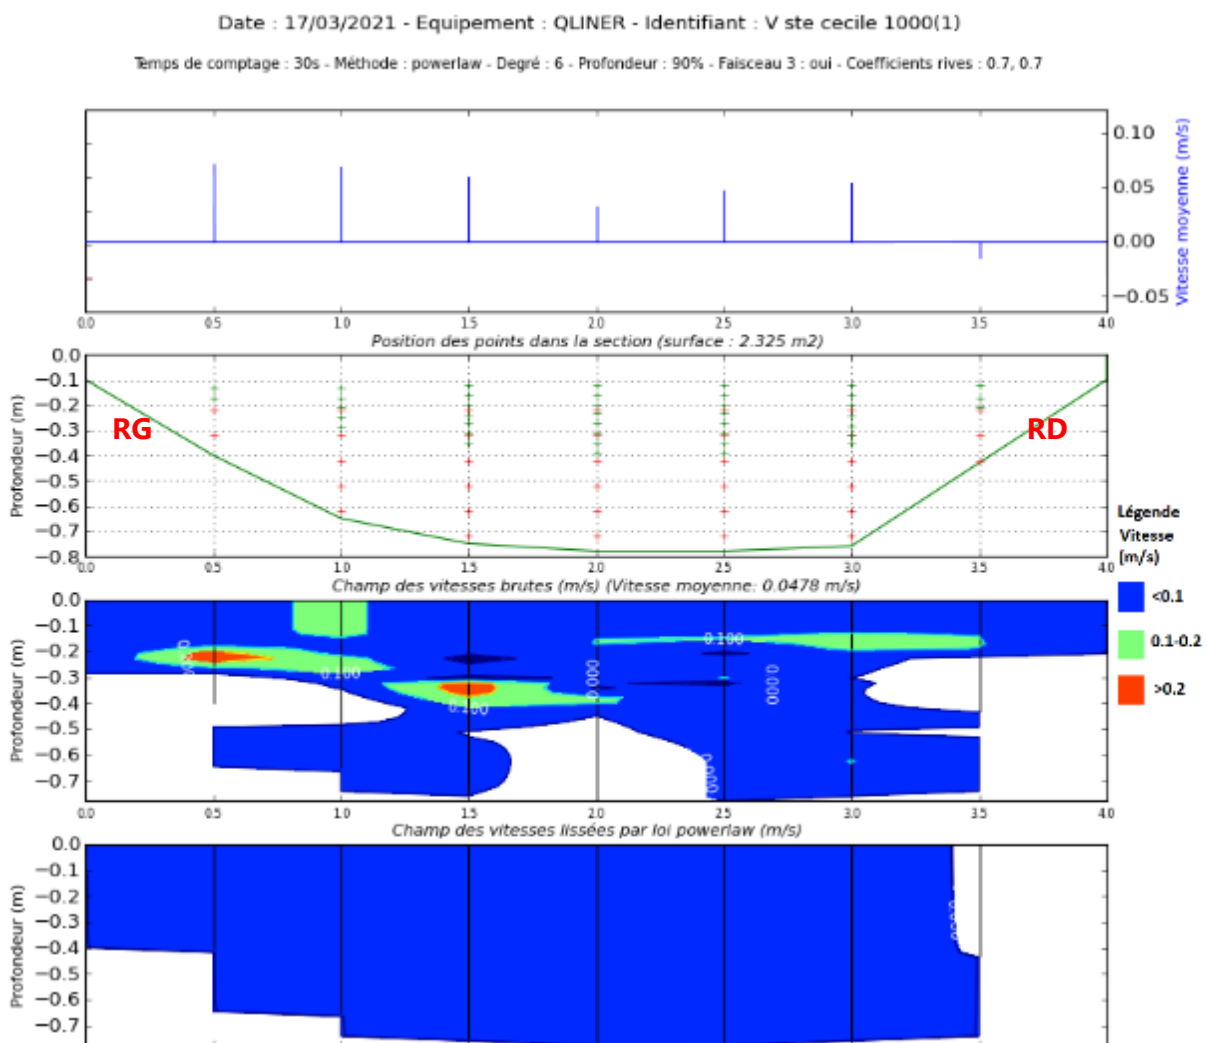 Date : 17/03/2021 - Equipement : QLINER - Identifiant : V ste cecile 1000(1)
Temps de comptage : 30s - Méthode : powerlaw - Degré : 6 - Profondeur : 90% - Faisceau 3 : oui - Coefficients rives : 0.7, 0.7
0.10
0.05
0.00
−0.05
Vitesse moyenne (m/s)
0.0 0.5 1.0 1.5 2.0 2.5 3.0 3.5 4.0
Position des points dans la section (surface : 2.325 m2)
0.0
−0.1
−0.2
−0.3
−0.4
−0.5
−0.6
−0.7
−0.8
Profondeur (m)
RG
RD
0.0 0.5 1.0 1.5 2.0 2.5 3.0 3.5 4.0
Légende
Vitesse
(m/s)
<0.1
0.1-0.2
>0.2
Champ des vitesses brutes (m/s) (Vitesse moyenne: 0.0478 m/s)
0.0
−0.1
−0.2
−0.3
−0.4
−0.5
−0.6
−0.7
Profondeur (m)
0.000
0.100
0.100
0.000
0.100
0.000
0.000
0.0 0.5 1.0 1.5 2.0 2.5 3.0 3.5 4.0
Champ des vitesses lissées par loi powerlaw (m/s)
0.0
−0.1
−0.2
−0.3
−0.4
−0.5
−0.6
−0.7
Profondeur (m)
0.000